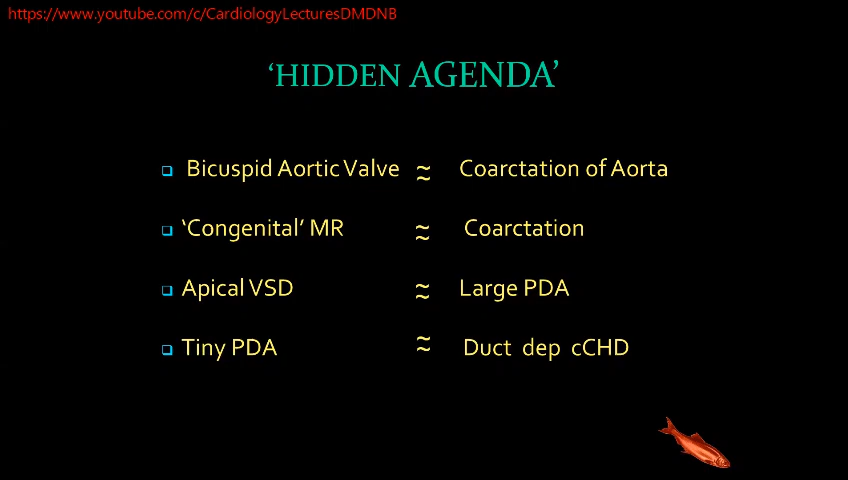 https://www.youtube.com/c/CardiologyLecturesDMDNB
‘HIDDEN AGENDA’
❑ Bicuspid Aortic Valve ≈ Coarctation of Aorta
❑ ‘Congenital’ MR ≈ Coarctation
❑ Apical VSD ≈ Large PDA
❑ Tiny PDA ≈ Duct dep cCHD